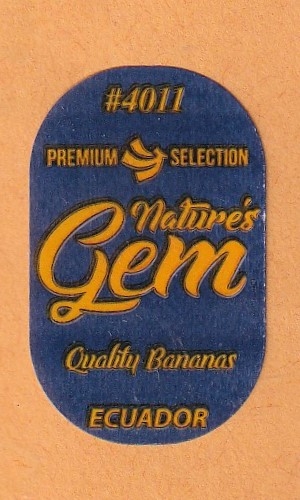 #4011
PREMIUM SELECTION
Nature's
Gem
Quality Bananas
ECUADOR